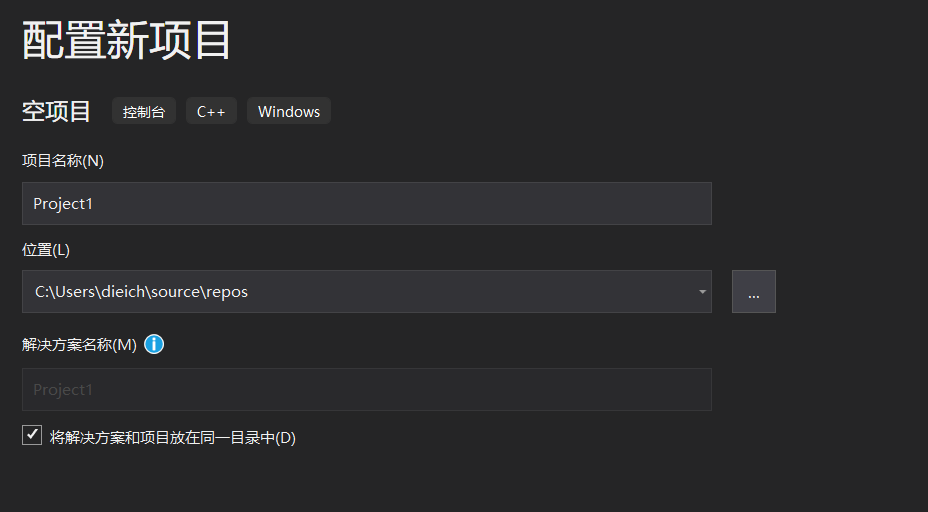 配置新项目
空项目 控制台 C++ Windows
项目名称(N)
Project1
位置(L)
C:\Users\dieich\source\repos
...
解决方案名称(M)
Project1
将解决方案和项目放在同一目录中(D)